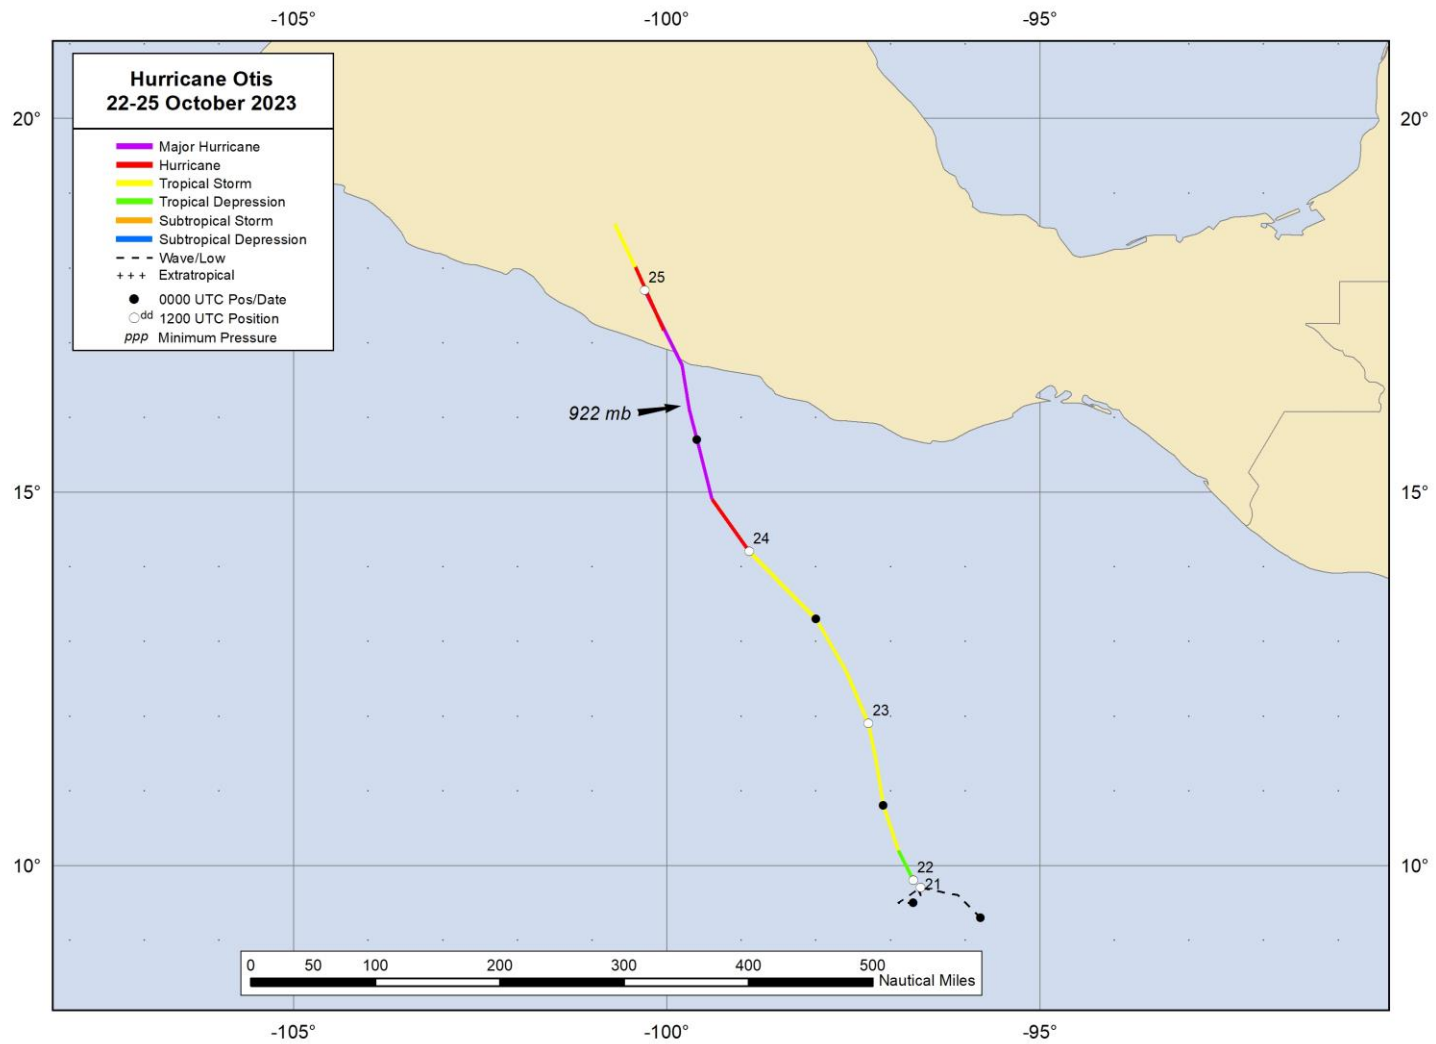 -105°
-100°
-95°
Hurricane Otis
22-25 October 2023
Major Hurricane
Hurricane
Tropical Storm
Tropical Depression
Subtropical Storm
Subtropical Depression
Wave/Low
+++ Extratropical
0000 UTC Pos/Date
dd 1200 UTC Position
ppp Minimum Pressure
20°
20°
25
922 mb
15°
15°
24
23
10°
22
10°
21
0 50 100 200 300 400 500
Nautical Miles
-105°
-100°
-95°